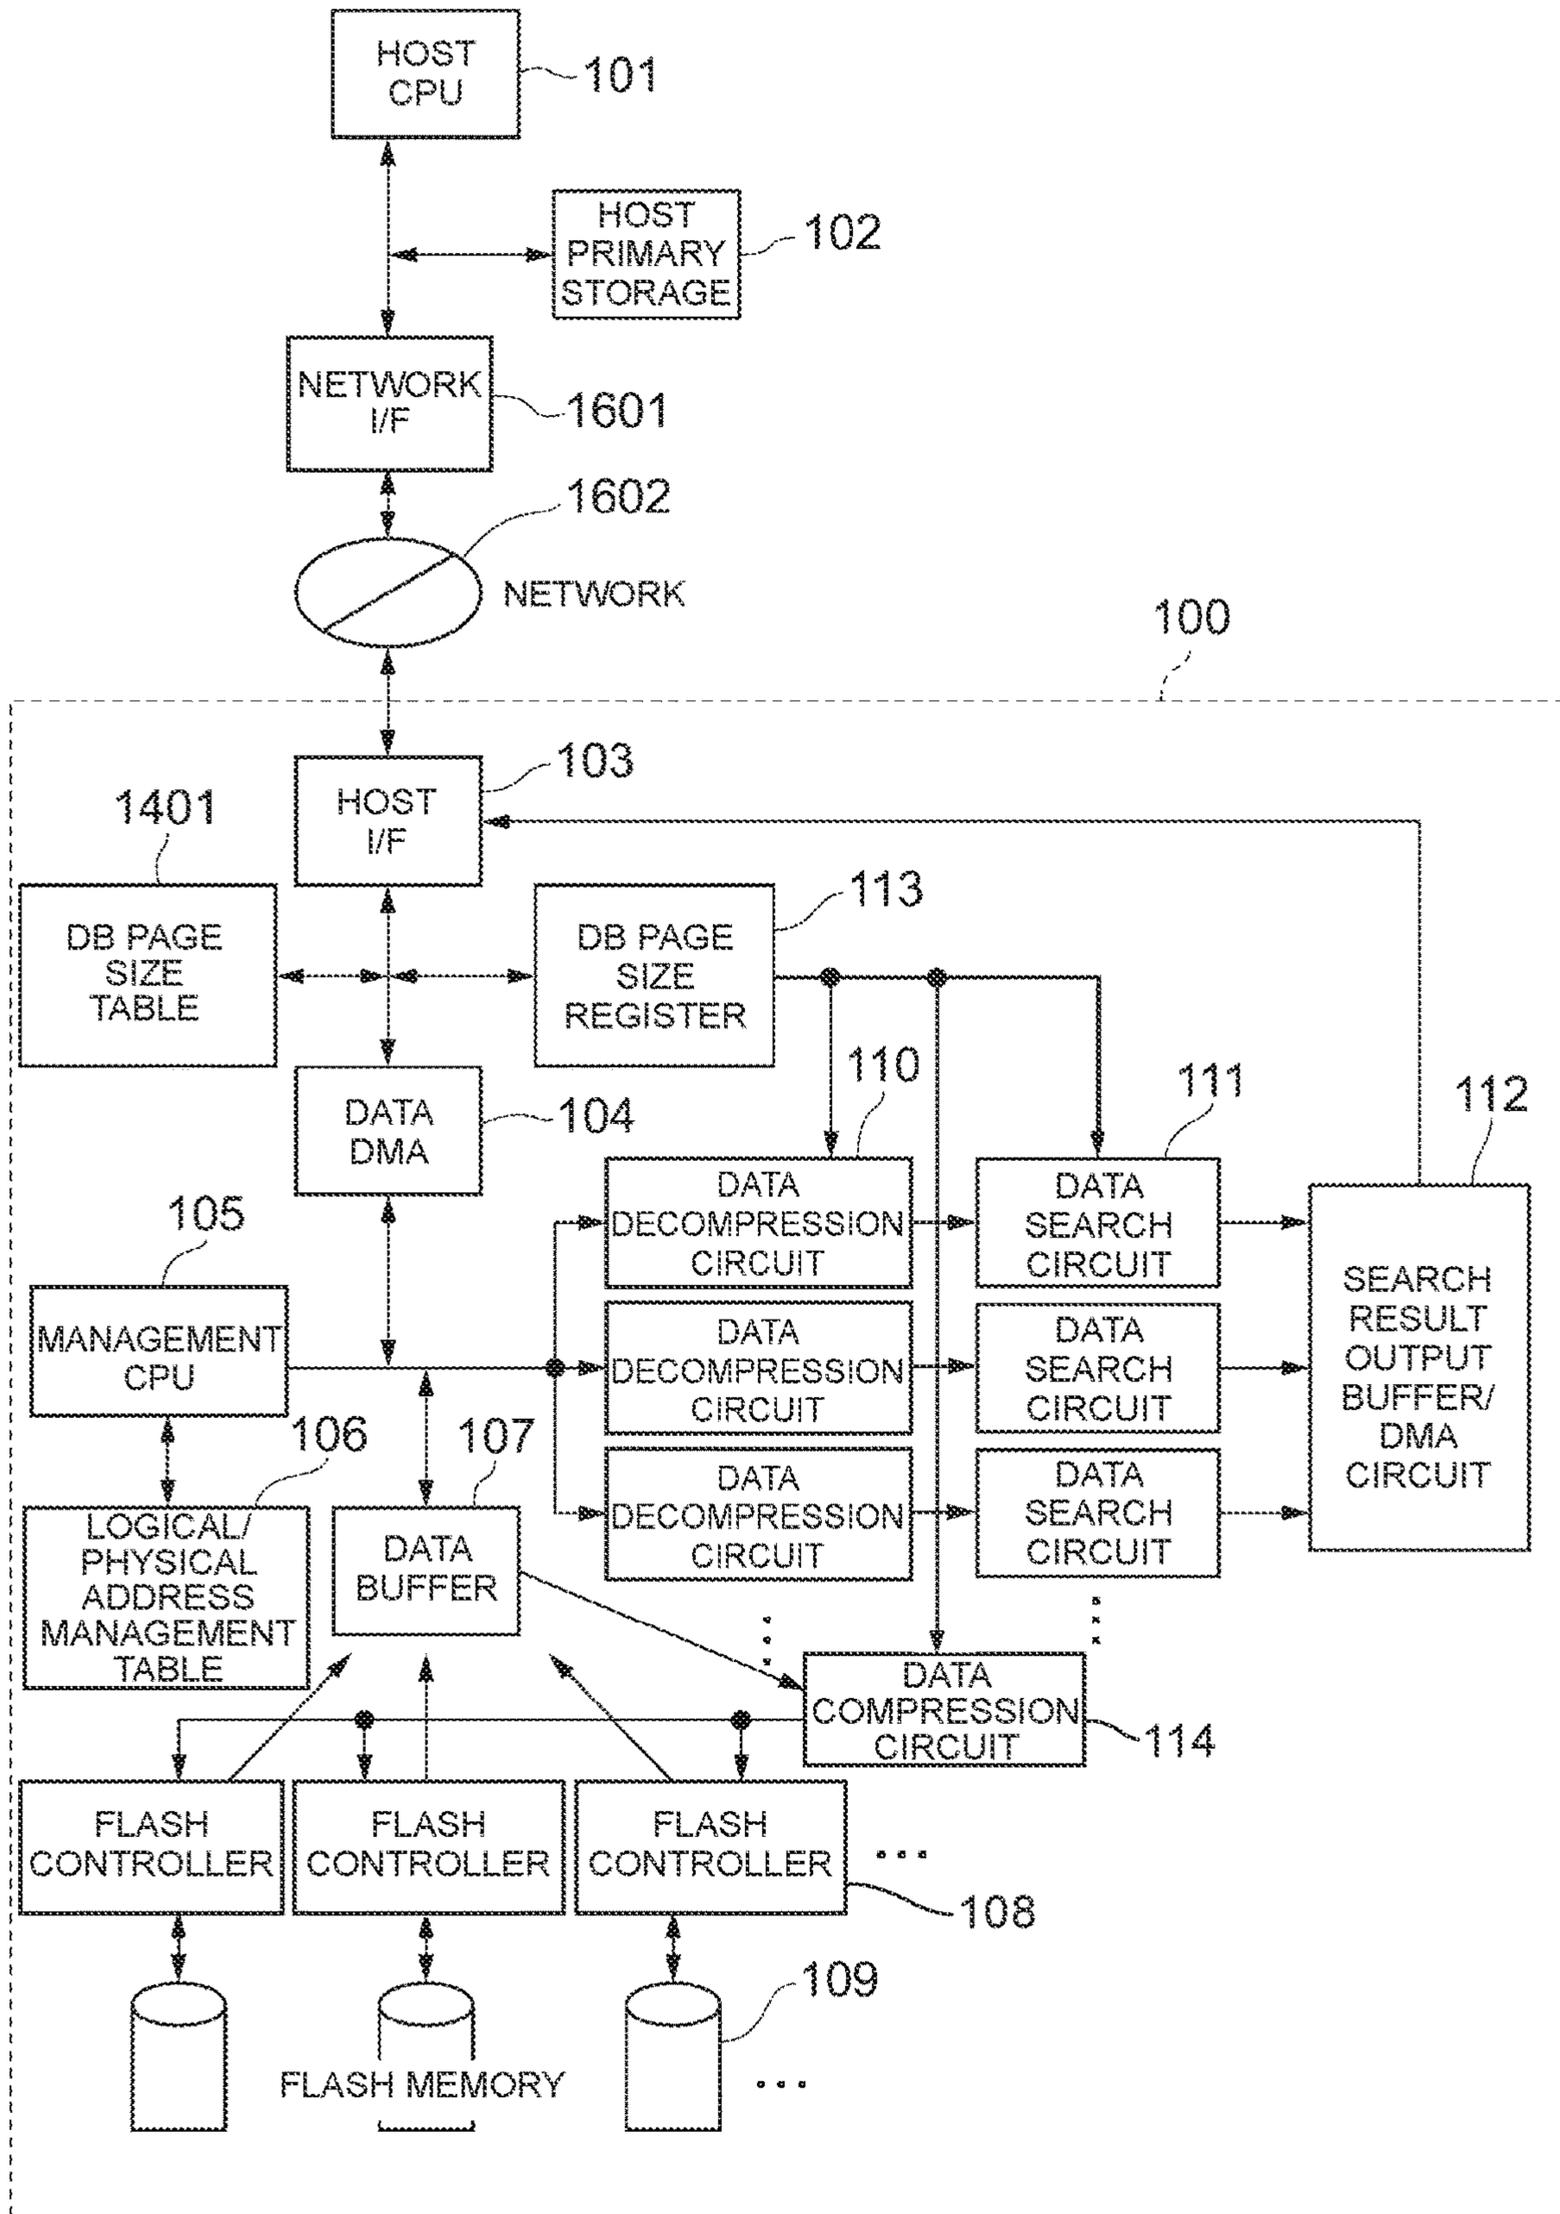 HOST
CPU
101
HOST
PRIMARY
STORAGE
102
NETWORK
I/F
1601
1602
NETWORK
100
103
HOST
I/F
1401
DB PAGE
SIZE
TABLE
113
DB PAGE
SIZE
REGISTER
DATA
DMA
104
110
111
112
105
MANAGEMENT
CPU
DATA
DECOMPRESSION
CIRCUIT
DATA
SEARCH
CIRCUIT
DATA
DECOMPRESSION
CIRCUIT
DATA
SEARCH
CIRCUIT
DATA
DECOMPRESSION
CIRCUIT
DATA
SEARCH
CIRCUIT
SEARCH
RESULT
OUTPUT
BUFFER/
DMA
CIRCUIT
106
LOGICAL/
PHYSICAL
ADDRESS
MANAGEMENT
TABLE
107
DATA
BUFFER
DATA
COMPRESSION
CIRCUIT
114
FLASH
CONTROLLER
FLASH
CONTROLLER
FLASH
CONTROLLER
...
108
109
FLASH MEMORY
...